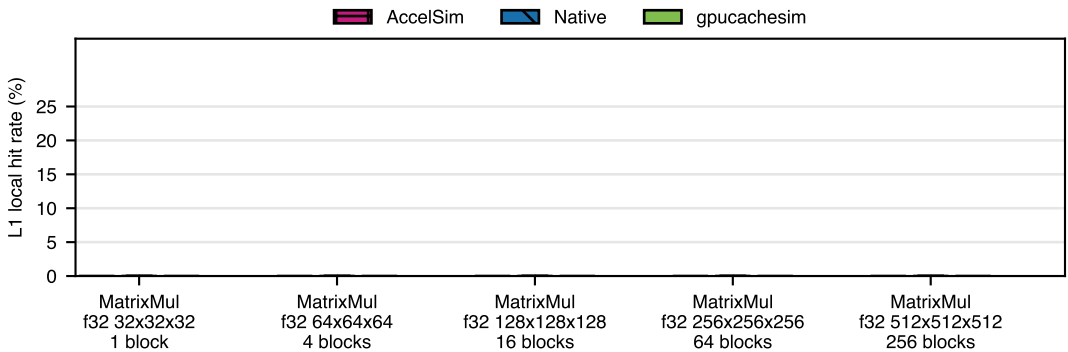 AccelSim Native gpucachesim
L1 local hit rate (%)
25
20
15
10
5
0
MatrixMul MatrixMul MatrixMul MatrixMul MatrixMul
f32 32x32x32 f32 64x64x64 f32 128x128x128 f32 256x256x256 f32 512x512x512
1 block 4 blocks 16 blocks 64 blocks 256 blocks